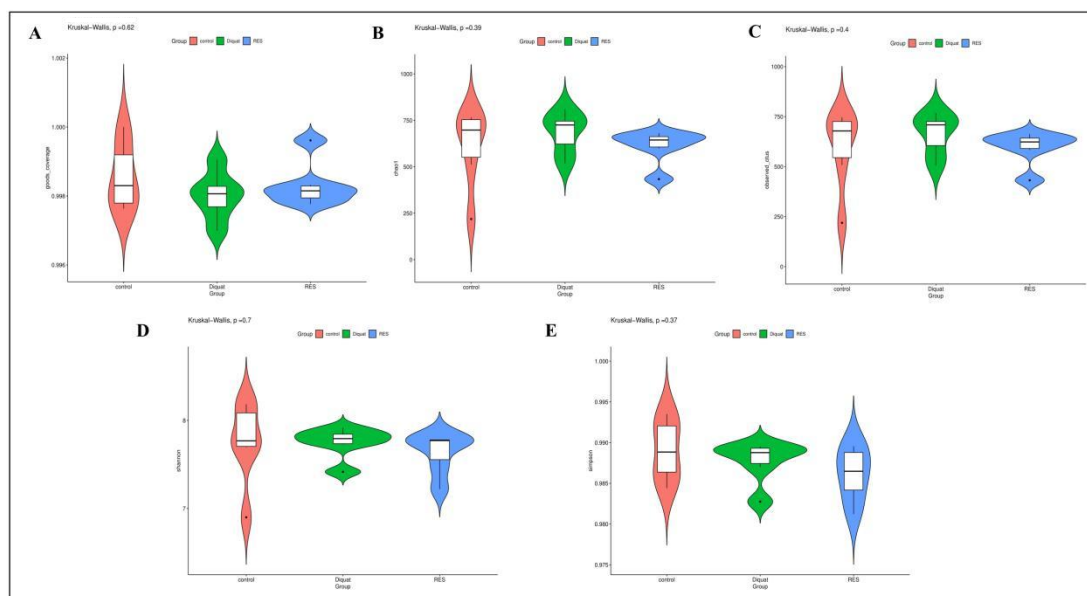 A
Kruskal-Wallis, p =0.62
Group control Diquat RES
1.002
1.000
0.998
0.996
goods_coverage
control Diquat RES
Group
B
Kruskal-Wallis, p =0.39
Group control Diquat RES
1000
750
500
250
0
chao1
control Diquat RES
Group
C
Kruskal-Wallis, p =0.4
Group control Diquat RES
1000
750
500
250
0
observed_otus
control Diquat RES
Group
D
Kruskal-Wallis, p =0.7
Group control Diquat RES
8
7
shannon
control Diquat RES
Group
E
Kruskal-Wallis, p =0.37
Group control Diquat RES
1.000
0.995
0.990
0.985
0.980
0.975
simpson
control Diquat RES
Group